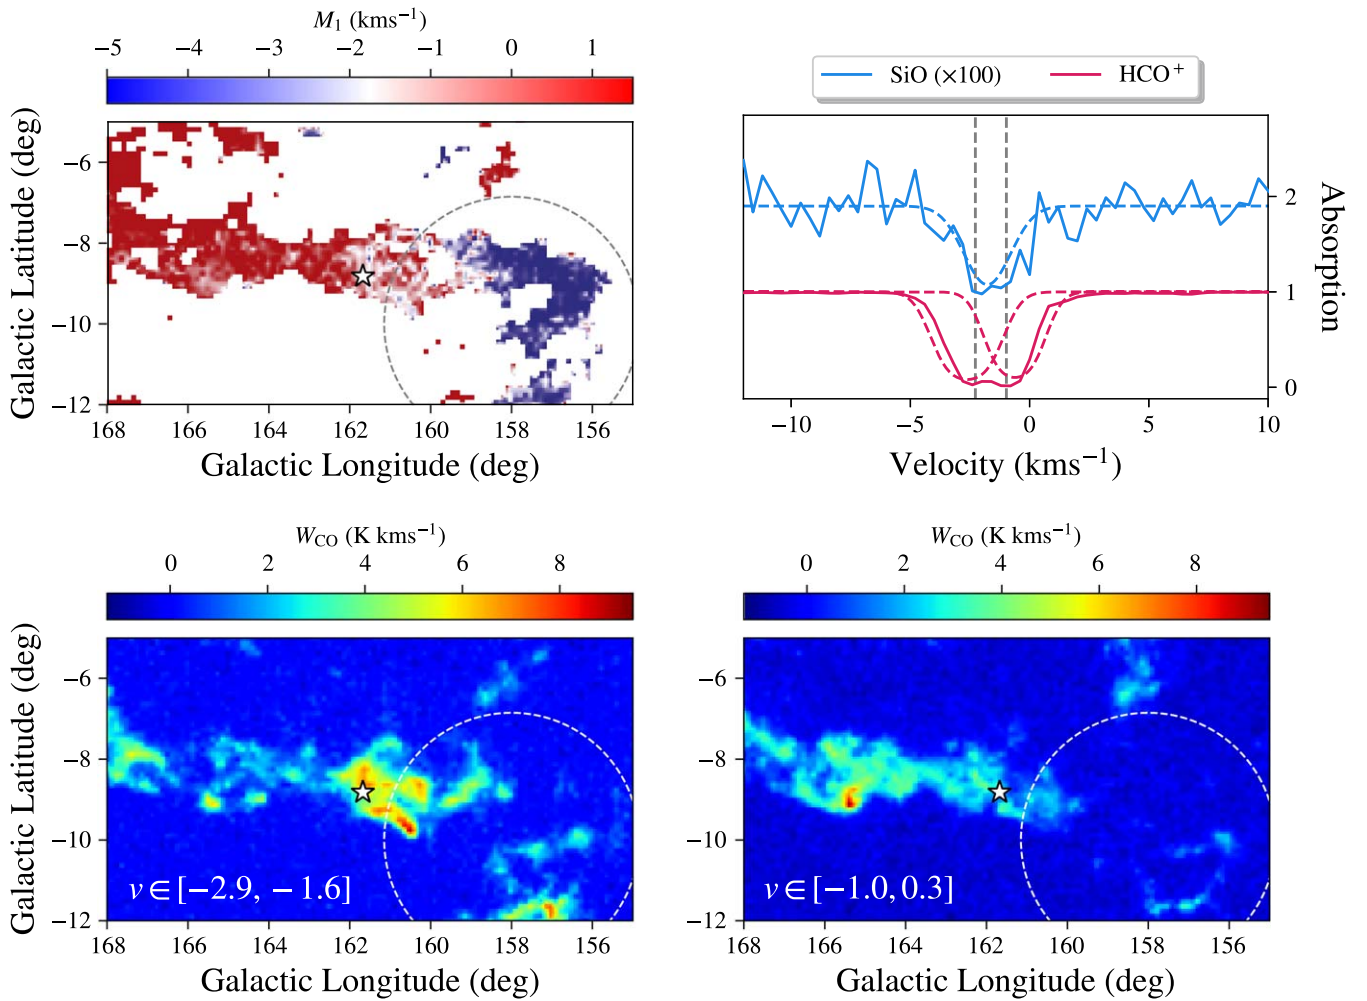 M₁ (kms⁻¹)
−5 −4 −3 −2 −1 0 1
Galactic Latitude (deg)
−6
−8
−10
−12
168 166 164 162 160 158 156
Galactic Longitude (deg)
SiO (×100) HCO⁺
2
1
0
Absorption
−10 −5 0 5 10
Velocity (kms⁻¹)
W_CO (K kms⁻¹)
0 2 4 6 8
Galactic Latitude (deg)
−6
−8
−10
−12
v ∈ [−2.9, −1.6]
168 166 164 162 160 158 156
Galactic Longitude (deg)
W_CO (K kms⁻¹)
0 2 4 6 8
Galactic Latitude (deg)
−6
−8
−10
−12
v ∈ [−1.0, 0.3]
168 166 164 162 160 158 156
Galactic Longitude (deg)